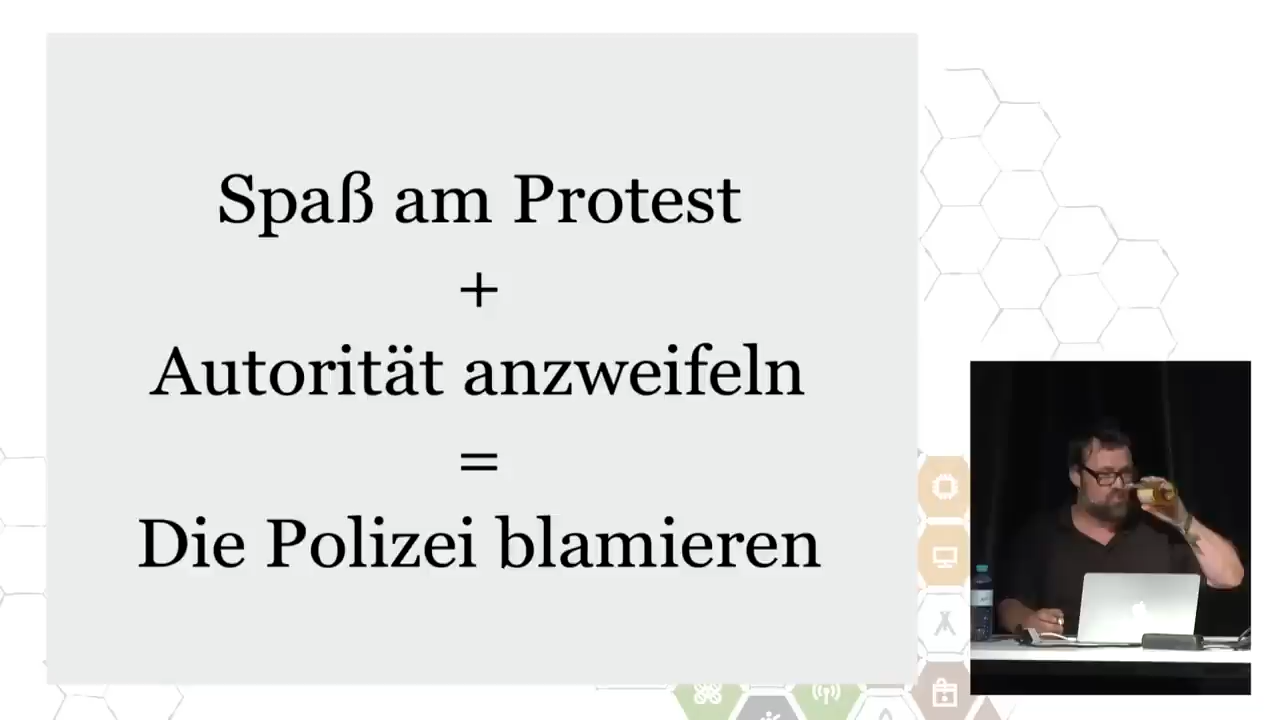 Spaß am Protest
+
Autorität anzweifeln
=
Die Polizei blamieren